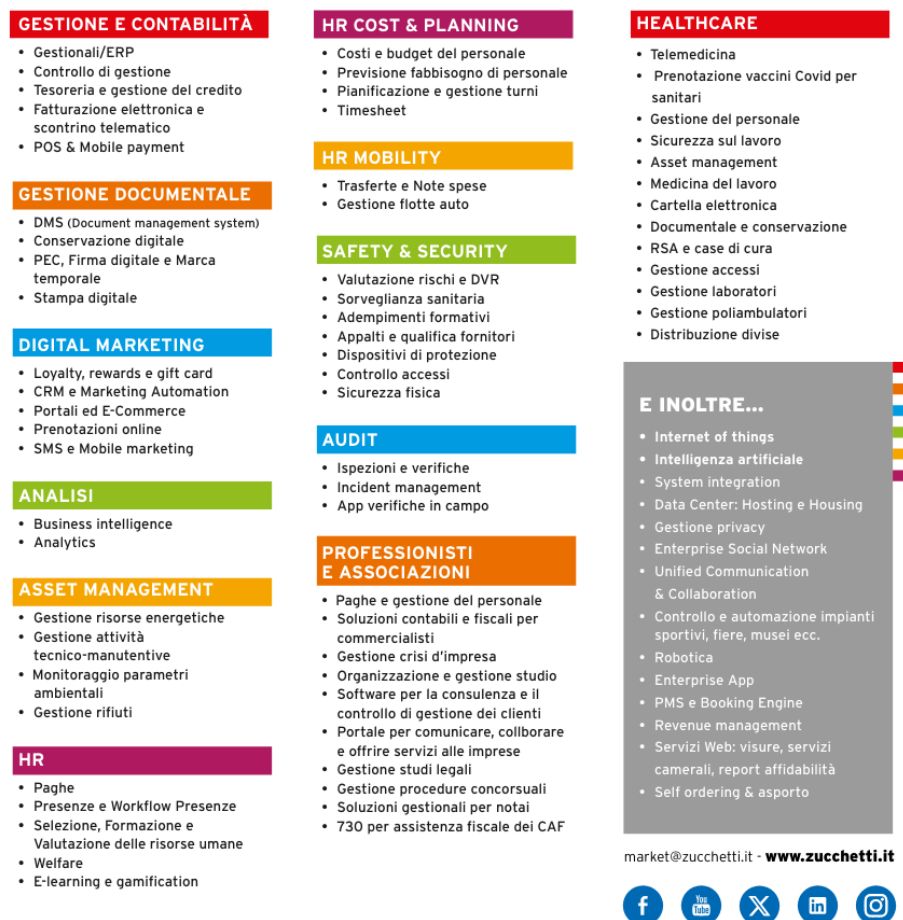 GESTIONE E CONTABILITÀ
• Gestionali/ERP
• Controllo di gestione
• Tesoreria e gestione del credito
• Fatturazione elettronica e
scontrino telematico
• POS & Mobile payment
GESTIONE DOCUMENTALE
• DMS (Document management system)
• Conservazione digitale
• PEC, Firma digitale e Marca
temporale
• Stampa digitale
DIGITAL MARKETING
• Loyalty, rewards e gift card
• CRM e Marketing Automation
• Portali ed E-Commerce
• Prenotazioni online
• SMS e Mobile marketing
ANALISI
• Business intelligence
• Analytics
ASSET MANAGEMENT
• Gestione risorse energetiche
• Gestione attività
tecnico-manutentive
• Monitoraggio parametri
ambientali
• Gestione rifiuti
HR
• Paghe
• Presenze e Workflow Presenze
• Selezione, Formazione e
Valutazione delle risorse umane
• Welfare
• E-learning e gamification
HR COST & PLANNING
• Costi e budget del personale
• Previsione fabbisogno di personale
• Pianificazione e gestione turni
• Timesheet
HR MOBILITY
• Trasferte e Note spese
• Gestione flotte auto
SAFETY & SECURITY
• Valutazione rischi e DVR
• Sorveglianza sanitaria
• Adempimenti formativi
• Appalti e qualifica fornitori
• Dispositivi di protezione
• Controllo accessi
• Sicurezza fisica
AUDIT
• Ispezioni e verifiche
• Incident management
• App verifiche in campo
PROFESSIONISTI
E ASSOCIAZIONI
• Paghe e gestione del personale
• Soluzioni contabili e fiscali per
commercialisti
• Gestione crisi d'impresa
• Organizzazione e gestione studio
• Software per la consulenza e il
controllo di gestione dei clienti
• Portale per comunicare, collborare
e offrire servizi alle imprese
• Gestione studi legali
• Gestione procedure concorsuali
• Soluzioni gestionali per notai
• 730 per assistenza fiscale dei CAF
HEALTHCARE
• Telemedicina
• Prenotazione vaccini Covid per
sanitari
• Gestione del personale
• Sicurezza sul lavoro
• Asset management
• Medicina del lavoro
• Cartella elettronica
• Documentale e conservazione
• RSA e case di cura
• Gestione accessi
• Gestione laboratori
• Gestione poliambulatori
• Distribuzione divise
E INOLTRE...
• Internet of things
• Intelligenza artificiale
• System integration
• Data Center: Hosting e Housing
• Gestione privacy
• Enterprise Social Network
• Unified Communication
& Collaboration
• Controllo e automazione impianti
sportivi, fiere, musei ecc.
• Robotica
• Enterprise App
• PMS e Booking Engine
• Revenue management
• Servizi Web: visure, servizi
camerali, report affidabilità
• Self ordering & asporto
market@zucchetti.it - www.zucchetti.it
f You Tube X in